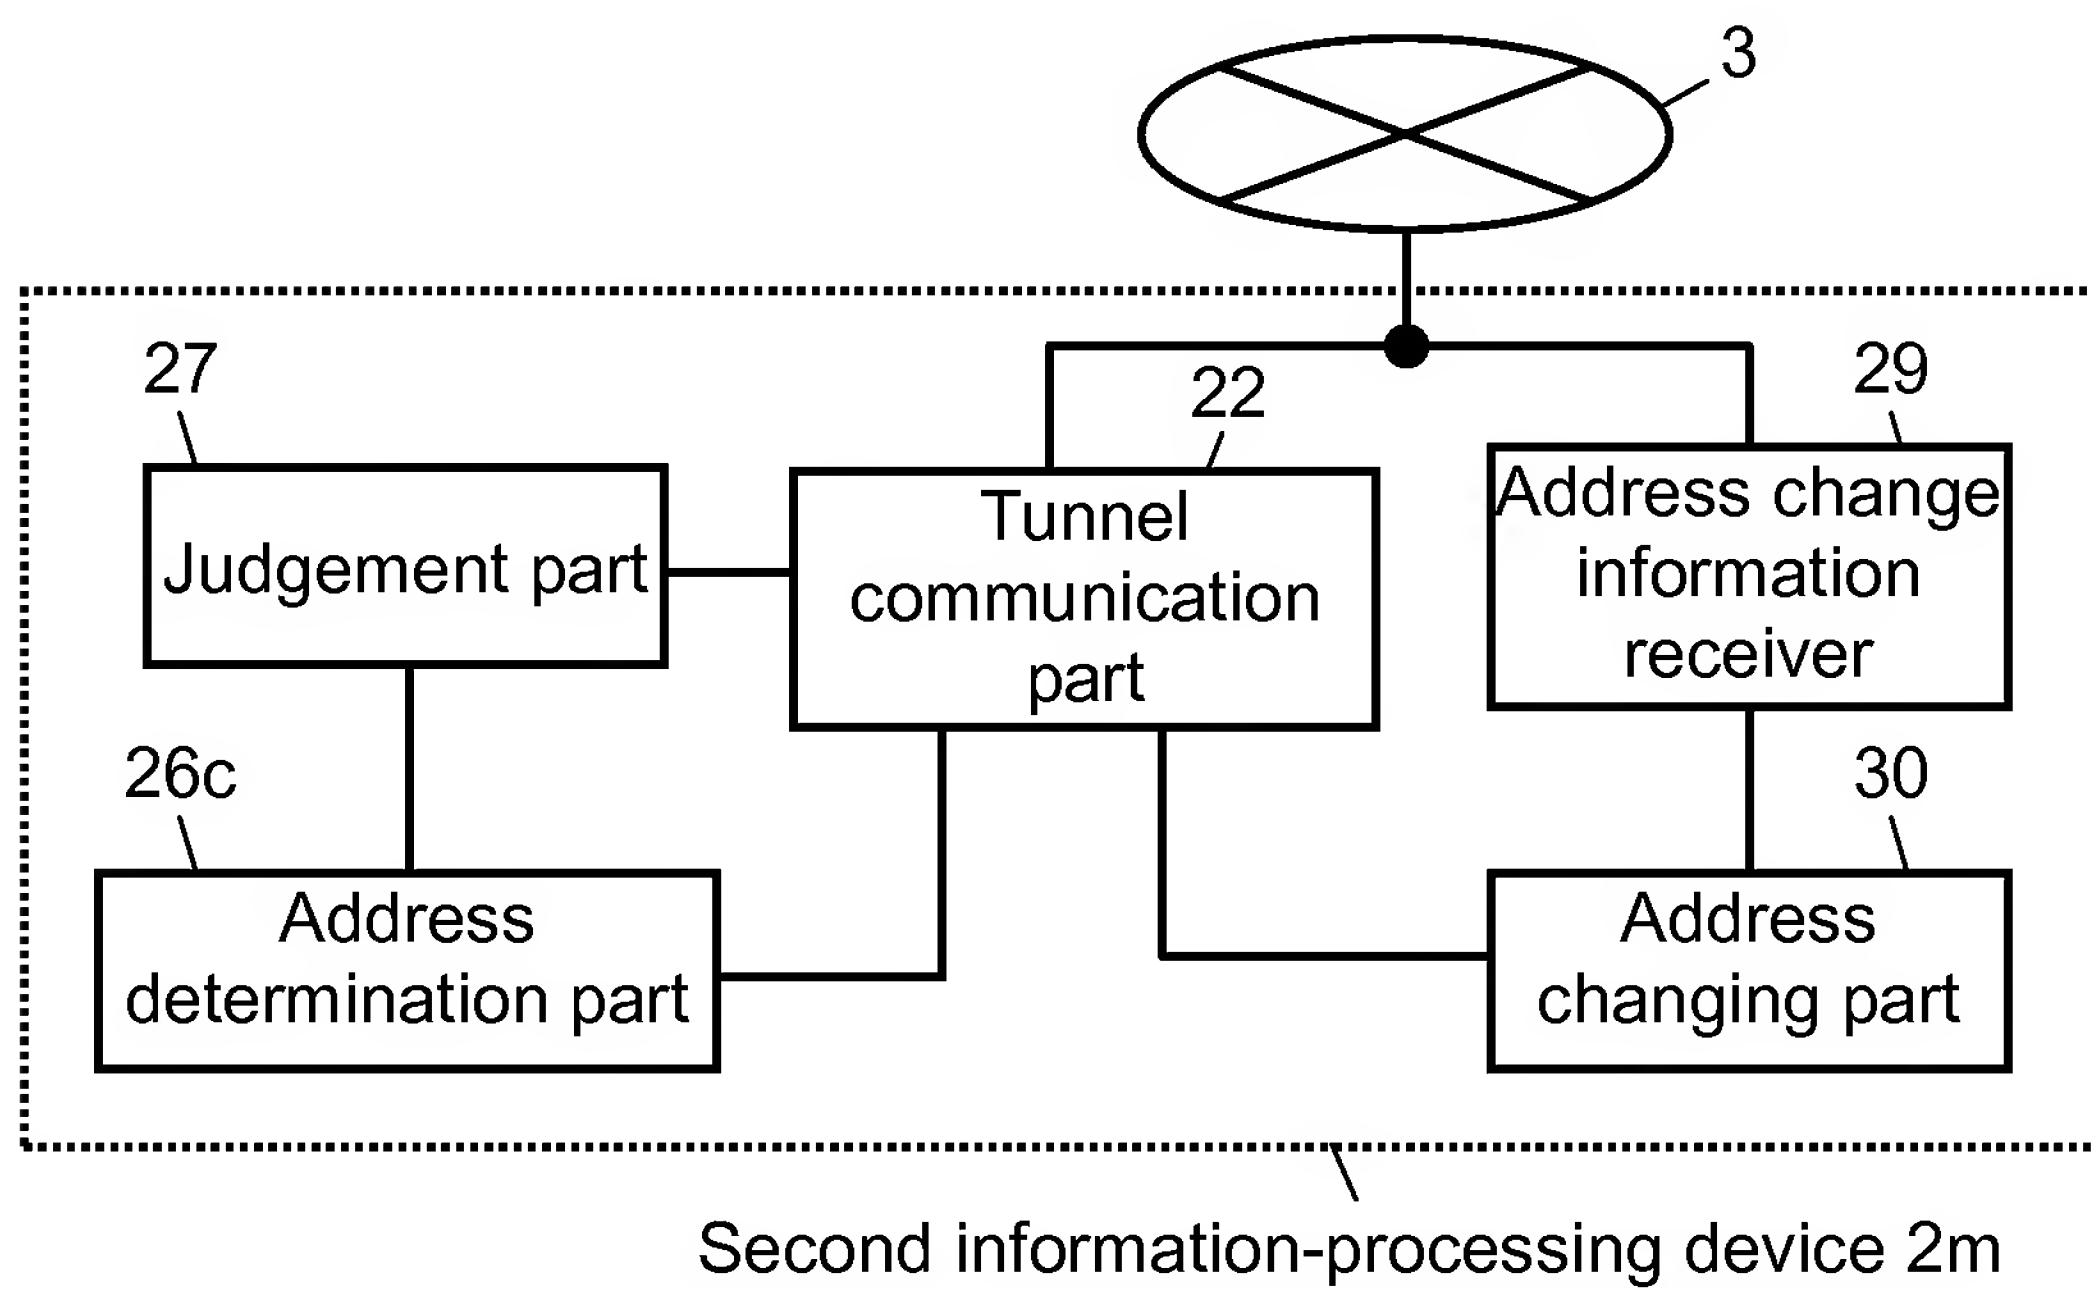 3
27
22
29
Judgement part
Tunnel
communication
part
Address change
information
receiver
26c
30
Address
determination part
Address
changing part
Second information-processing device 2m